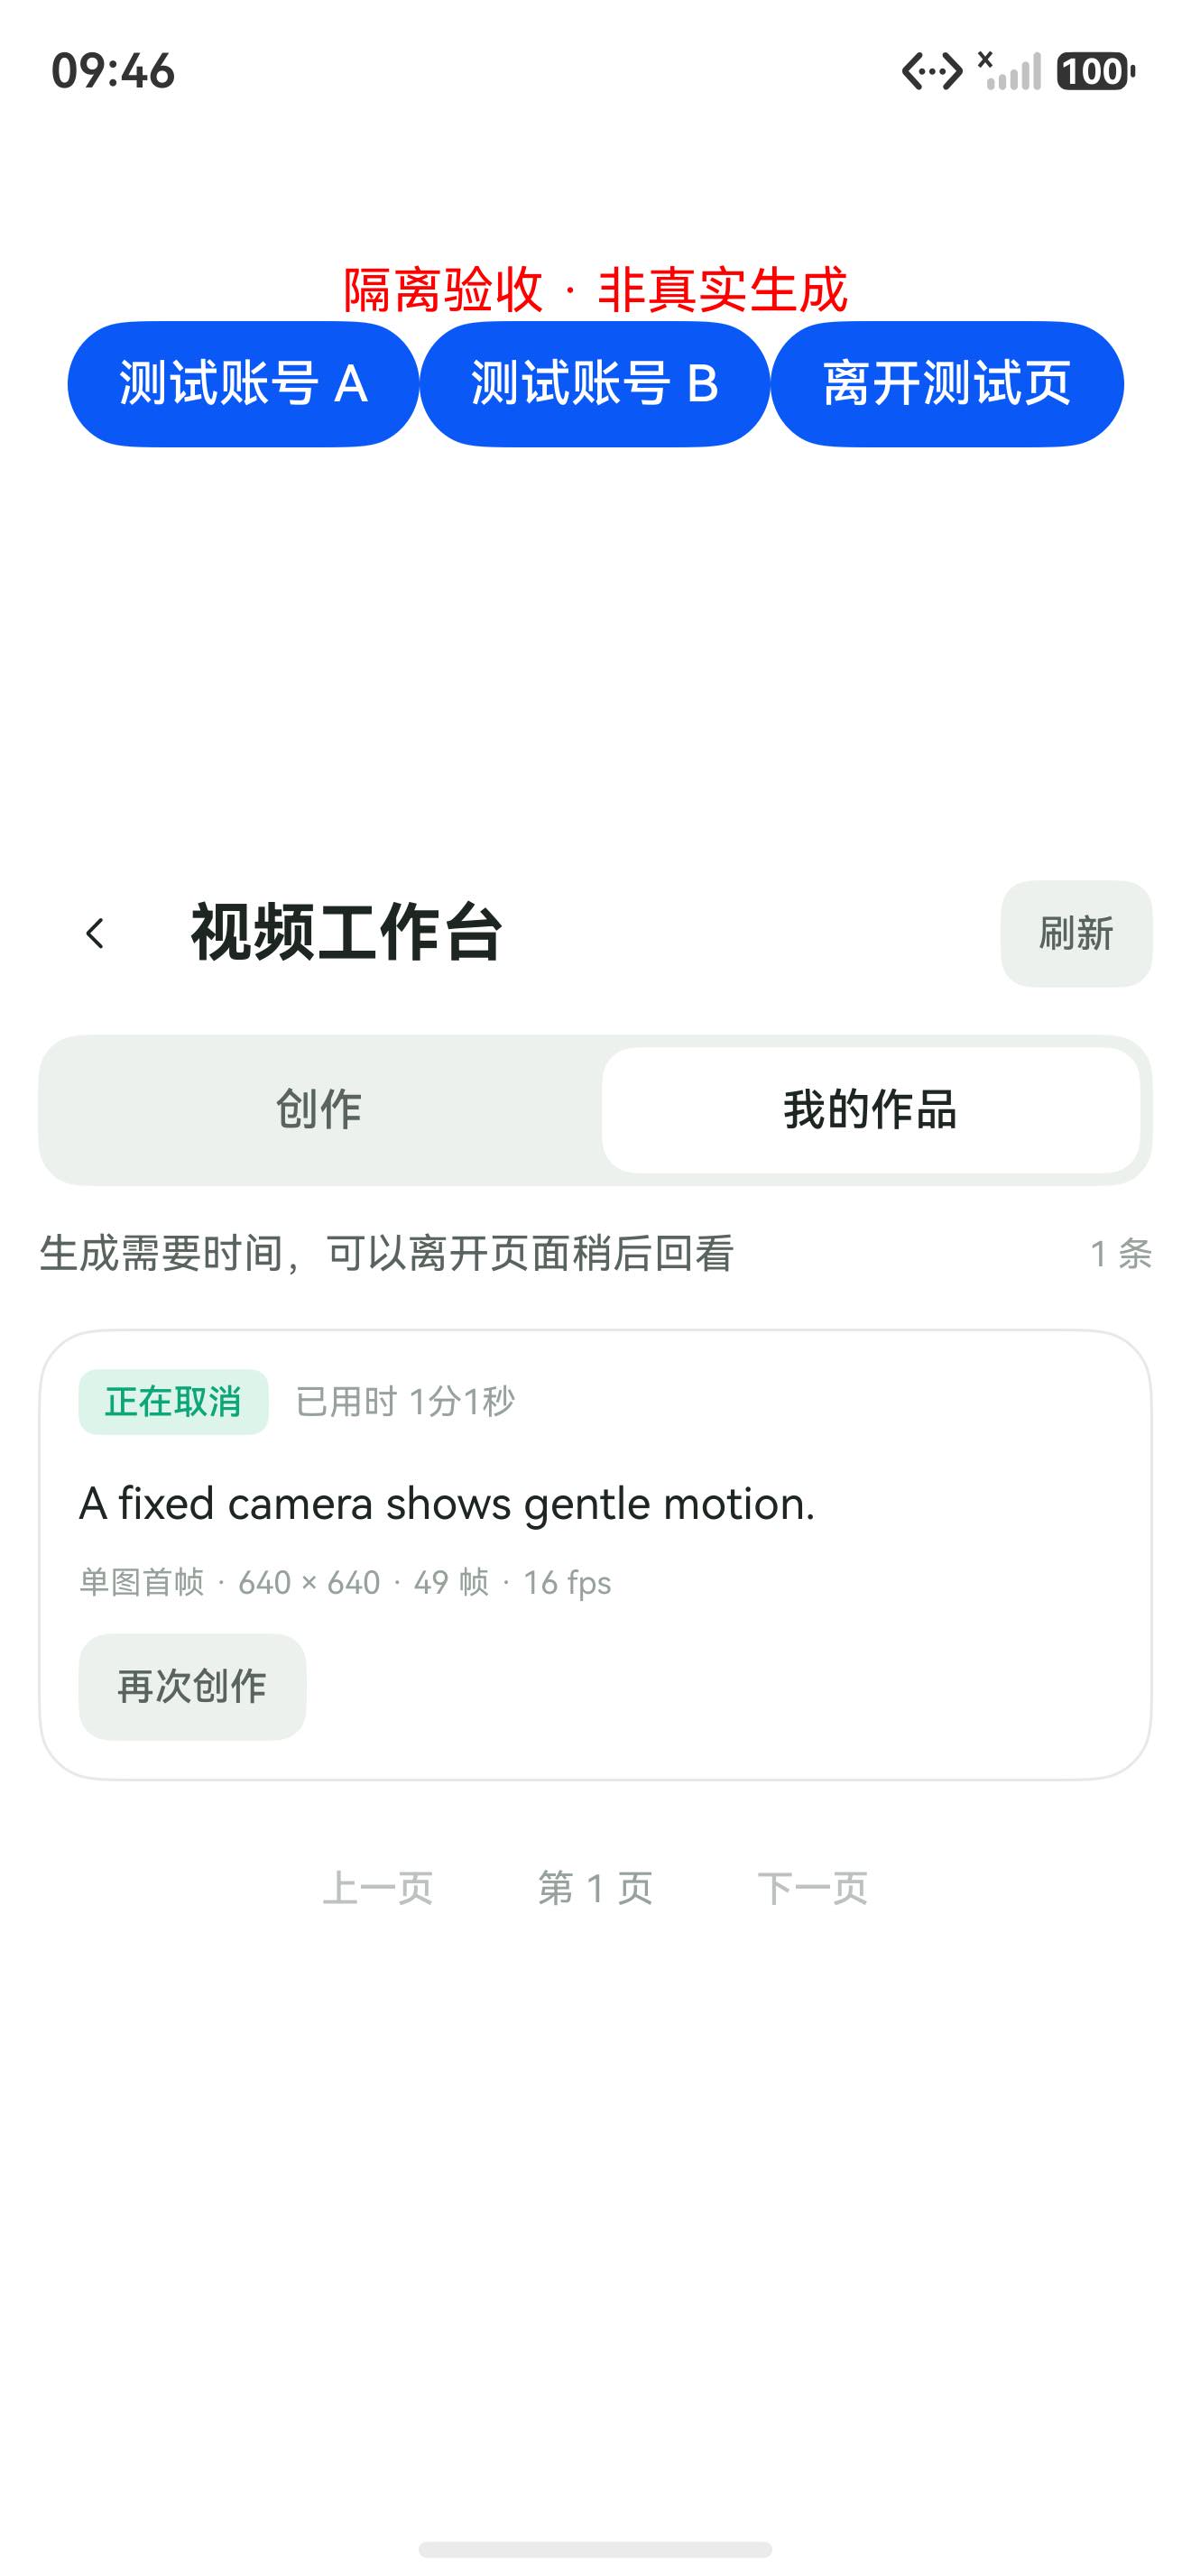 09:46
100
隔离验收 · 非真实生成
测试账号 A 测试账号 B 离开测试页
视频工作台 刷新
创作 我的作品
生成需要时间，可以离开页面稍后回看 1 条
正在取消 已用时 1分1秒
A fixed camera shows gentle motion.
单图首帧 · 640 × 640 · 49 帧 · 16 fps
再次创作
上一页 第 1 页 下一页